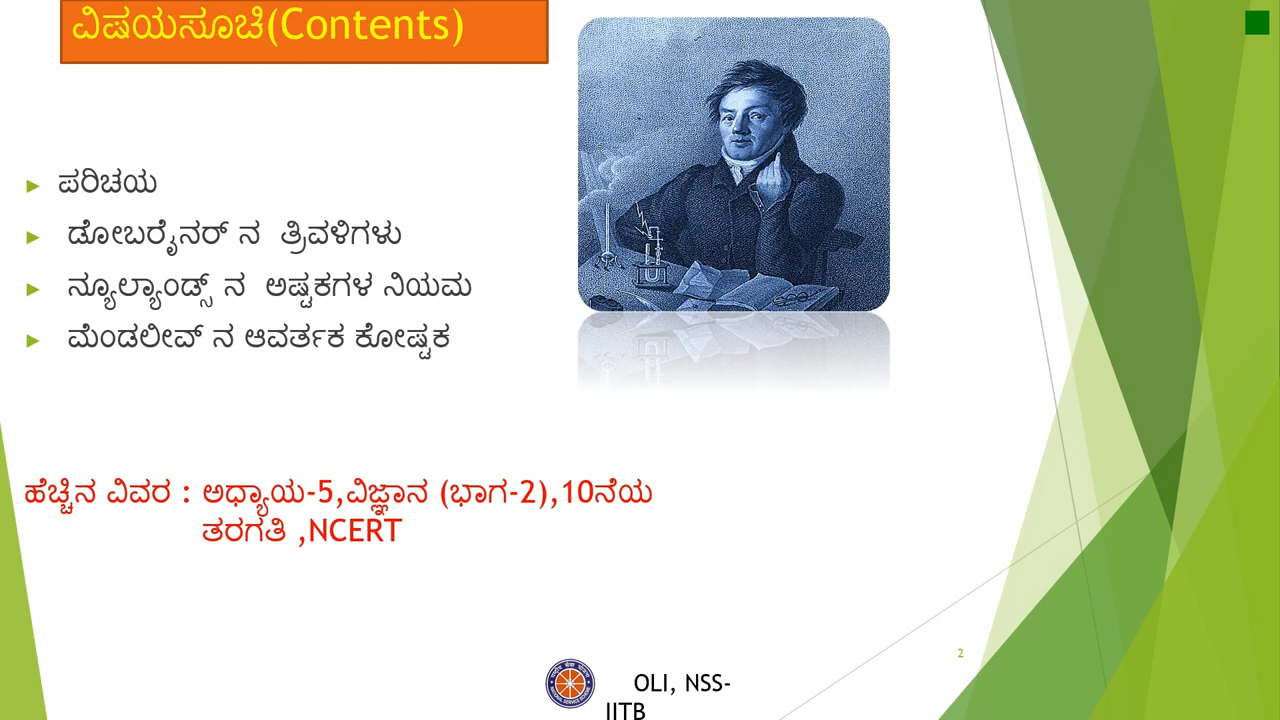 ವಿಷಯಸೂಚಿ(Contents)
► ಪರಿಚಯ
► ಡೋಬರೈನರ್ ನ ತ್ರಿವಳಿಗಳು
► ನ್ಯೂಲ್ಯಾಂಡ್ಸ್ ನ ಅಷ್ಟಕಗಳ ನಿಯಮ
► ಮೆಂಡಲೀವ್ ನ ಆವರ್ತಕ ಕೋಷ್ಟಕ
ಹೆಚ್ಚಿನ ವಿವರ : ಅಧ್ಯಾಯ-5,ವಿಜ್ಞಾನ (ಭಾಗ-2),10ನೆಯ
ತರಗತಿ ,NCERT
2
OLI, NSS-
IITB